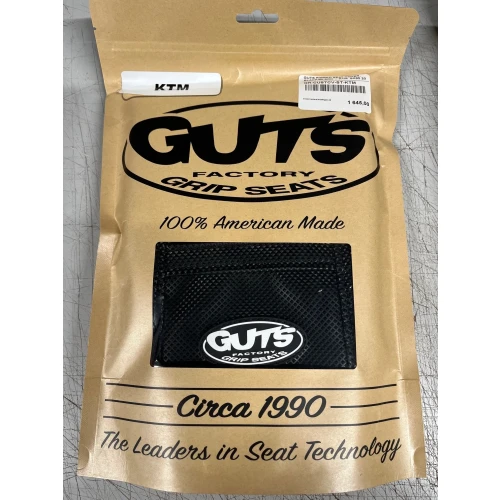 KTM
1 645.00
GUTS
FACTORY
GRIP SEATS
100% American Made
GUTS
FACTORY
GRIP SEATS
Circa 1990
The Leaders in Seat Technology